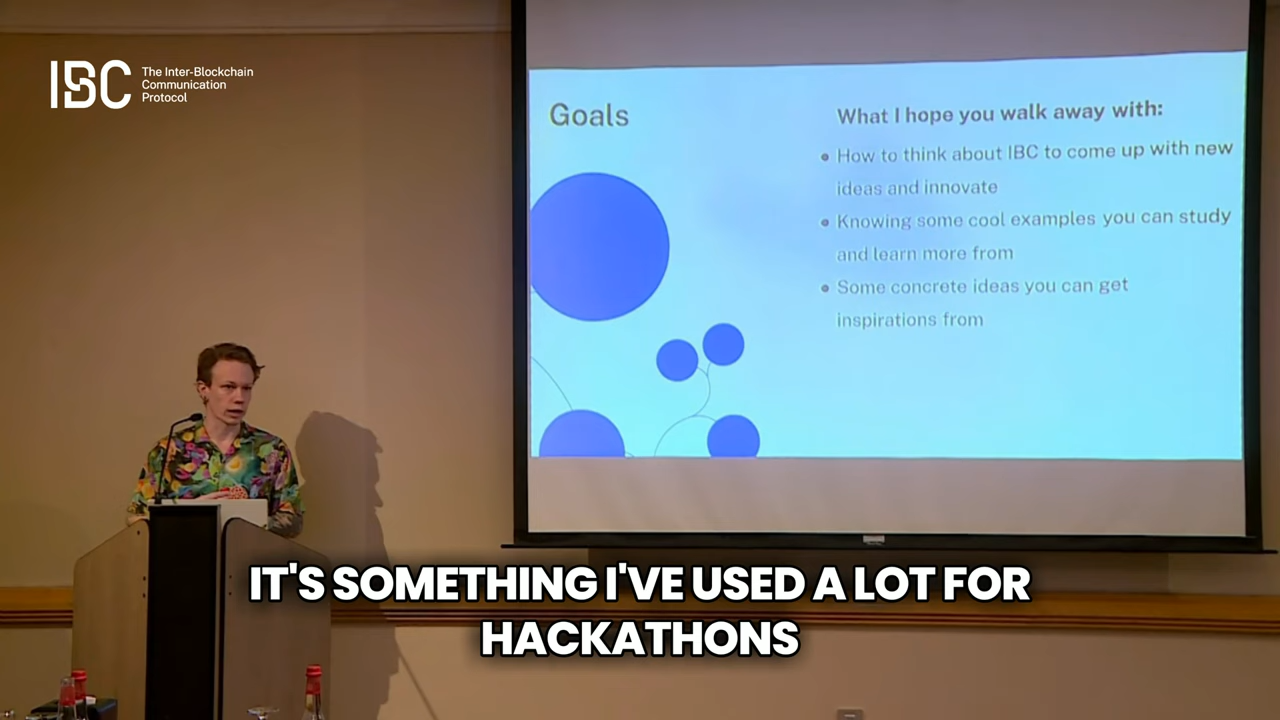 IBC
The Inter-Blockchain
Communication
Protocol
Goals
What I hope you walk away with:
How to think about IBC to come up with new
ideas and innovate
Knowing some cool examples you can study
and learn more from
Some concrete ideas you can get
inspirations from
IT'S SOMETHING I'VE USED A LOT FOR
HACKATHONS